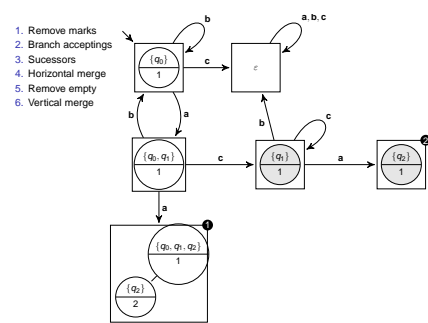 1. Remove marks
2. Branch acceptings
3. Sucessors
4. Horizontal merge
5. Remove empty
6. Vertical merge
b
a, b, c
{q₀}
1
c
ε
b
a
b
c
{q₀, q₁}
1
c
{q₁}
1
a
{q₂}
1
2
a
1
{q₀, q₁, q₂}
1
{q₂}
2